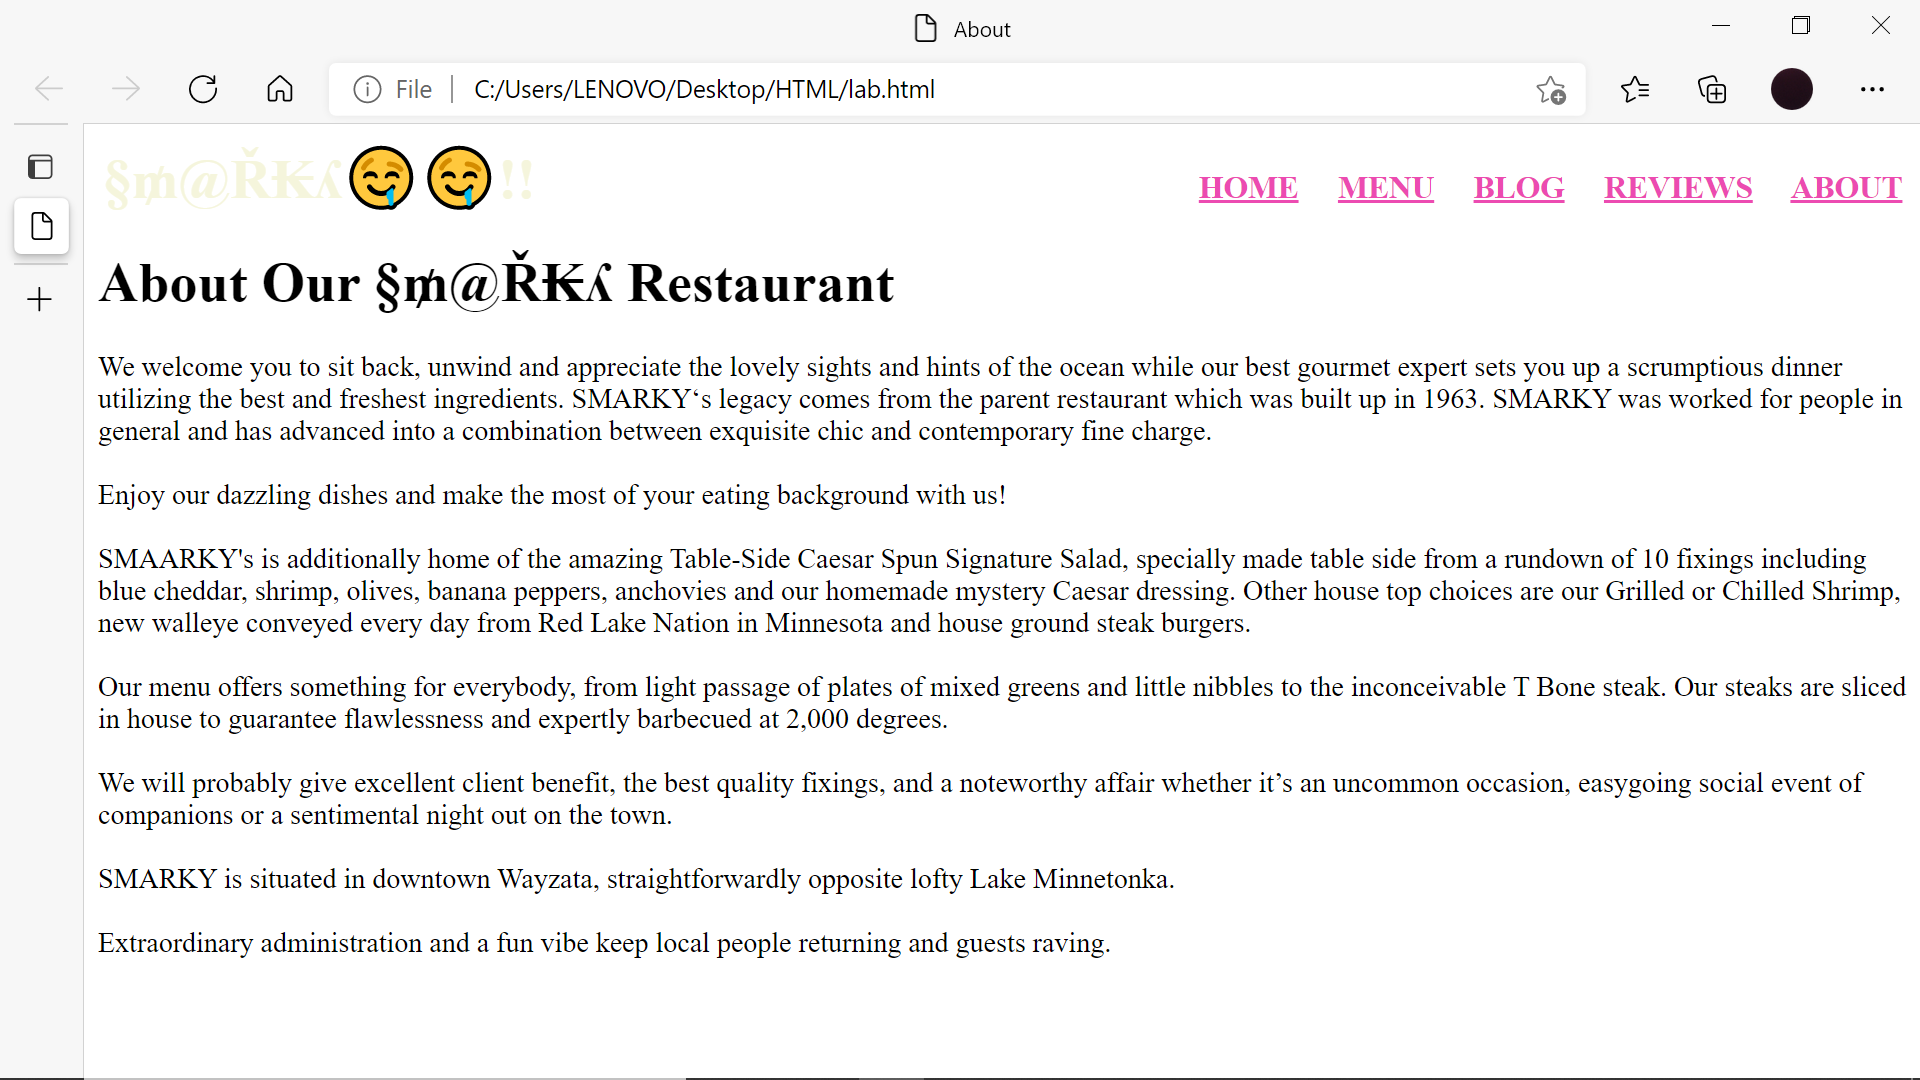 About
File
C:/Users/LENOVO/Desktop/HTML/lab.html
§₥@ŘꝀʎ🤤🤤!!
HOME MENU BLOG REVIEWS ABOUT
About Our §₥@ŘꝀʎ Restaurant
We welcome you to sit back, unwind and appreciate the lovely sights and hints of the ocean while our best gourmet expert sets you up a scrumptious dinner
utilizing the best and freshest ingredients. SMARKY‘s legacy comes from the parent restaurant which was built up in 1963. SMARKY was worked for people in
general and has advanced into a combination between exquisite chic and contemporary fine charge.
Enjoy our dazzling dishes and make the most of your eating background with us!
SMAARKY's is additionally home of the amazing Table-Side Caesar Spun Signature Salad, specially made table side from a rundown of 10 fixings including
blue cheddar, shrimp, olives, banana peppers, anchovies and our homemade mystery Caesar dressing. Other house top choices are our Grilled or Chilled Shrimp,
new walleye conveyed every day from Red Lake Nation in Minnesota and house ground steak burgers.
Our menu offers something for everybody, from light passage of plates of mixed greens and little nibbles to the inconceivable T Bone steak. Our steaks are sliced
in house to guarantee flawlessness and expertly barbecued at 2,000 degrees.
We will probably give excellent client benefit, the best quality fixings, and a noteworthy affair whether it’s an uncommon occasion, easygoing social event of
companions or a sentimental night out on the town.
SMARKY is situated in downtown Wayzata, straightforwardly opposite lofty Lake Minnetonka.
Extraordinary administration and a fun vibe keep local people returning and guests raving.